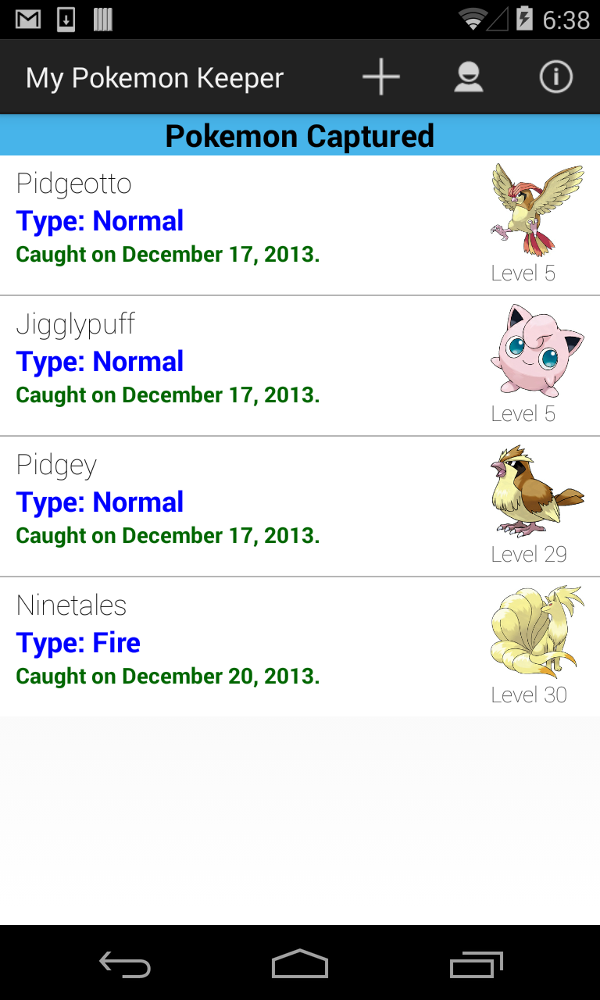 6:38
My Pokemon Keeper
Pokemon Captured
Pidgeotto
Type: Normal
Caught on December 17, 2013.
Level 5
Jigglypuff
Type: Normal
Caught on December 17, 2013.
Level 5
Pidgey
Type: Normal
Caught on December 17, 2013.
Level 29
Ninetales
Type: Fire
Caught on December 20, 2013.
Level 30